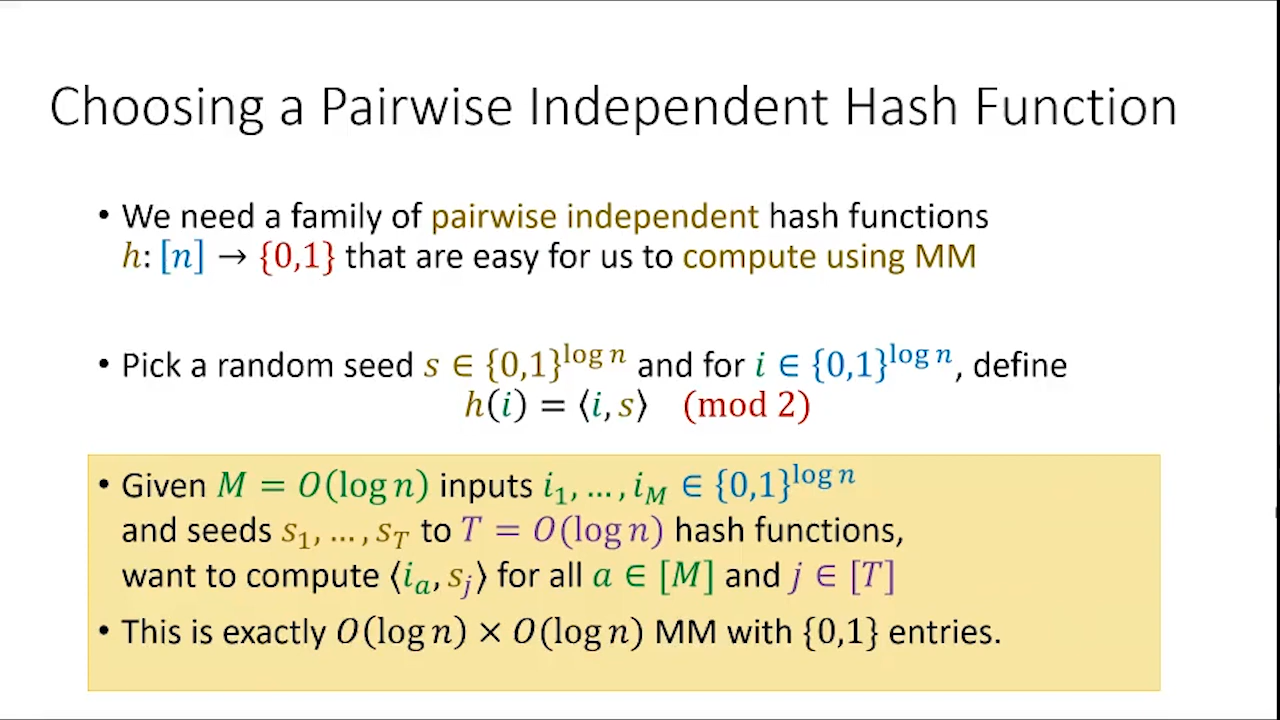 Choosing a Pairwise Independent Hash Function
• We need a family of pairwise independent hash functions
h: [n] → {0,1} that are easy for us to compute using MM
• Pick a random seed s ∈ {0,1}^{log n} and for i ∈ {0,1}^{log n}, define
h(i) = ⟨i, s⟩ (mod 2)
• Given M = O(log n) inputs i₁, … , i_M ∈ {0,1}^{log n}
and seeds s₁, … , s_T to T = O(log n) hash functions,
want to compute ⟨i_a, s_j⟩ for all a ∈ [M] and j ∈ [T]
• This is exactly O(log n) × O(log n) MM with {0,1} entries.